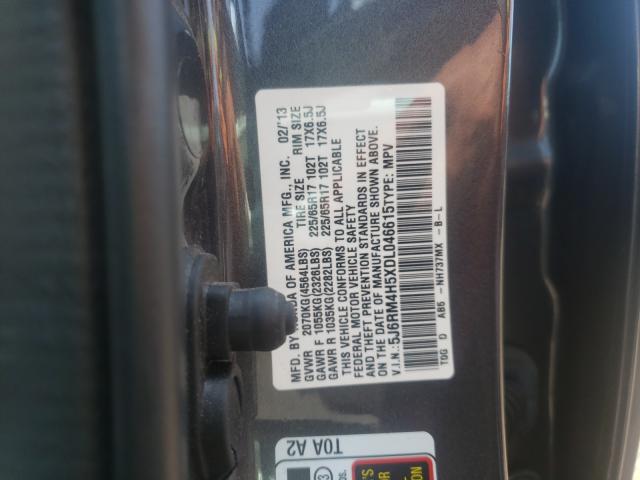 MFD. BY HONDA OF AMERICA MFG., INC. 02/'13
GVWR 2070KG(4564LBS) TIRE SIZE RIM SIZE
GAWR F 1055KG(2326LBS) 225/65R17 102T 17X6.5J
GAWR R 1035KG(2282LBS) 225/65R17 102T 17X6.5J
THIS VEHICLE CONFORMS TO ALL APPLICABLE
FEDERAL MOTOR VEHICLE SAFETY
AND THEFT PREVENTION STANDARDS IN EFFECT
ON THE DATE OF MANUFACTURE SHOWN ABOVE.
V.I.N.:5J6RM4H5XDL046615 TYPE: MPV
T0G D AB5 -NH737MX -B-L
T0A A2